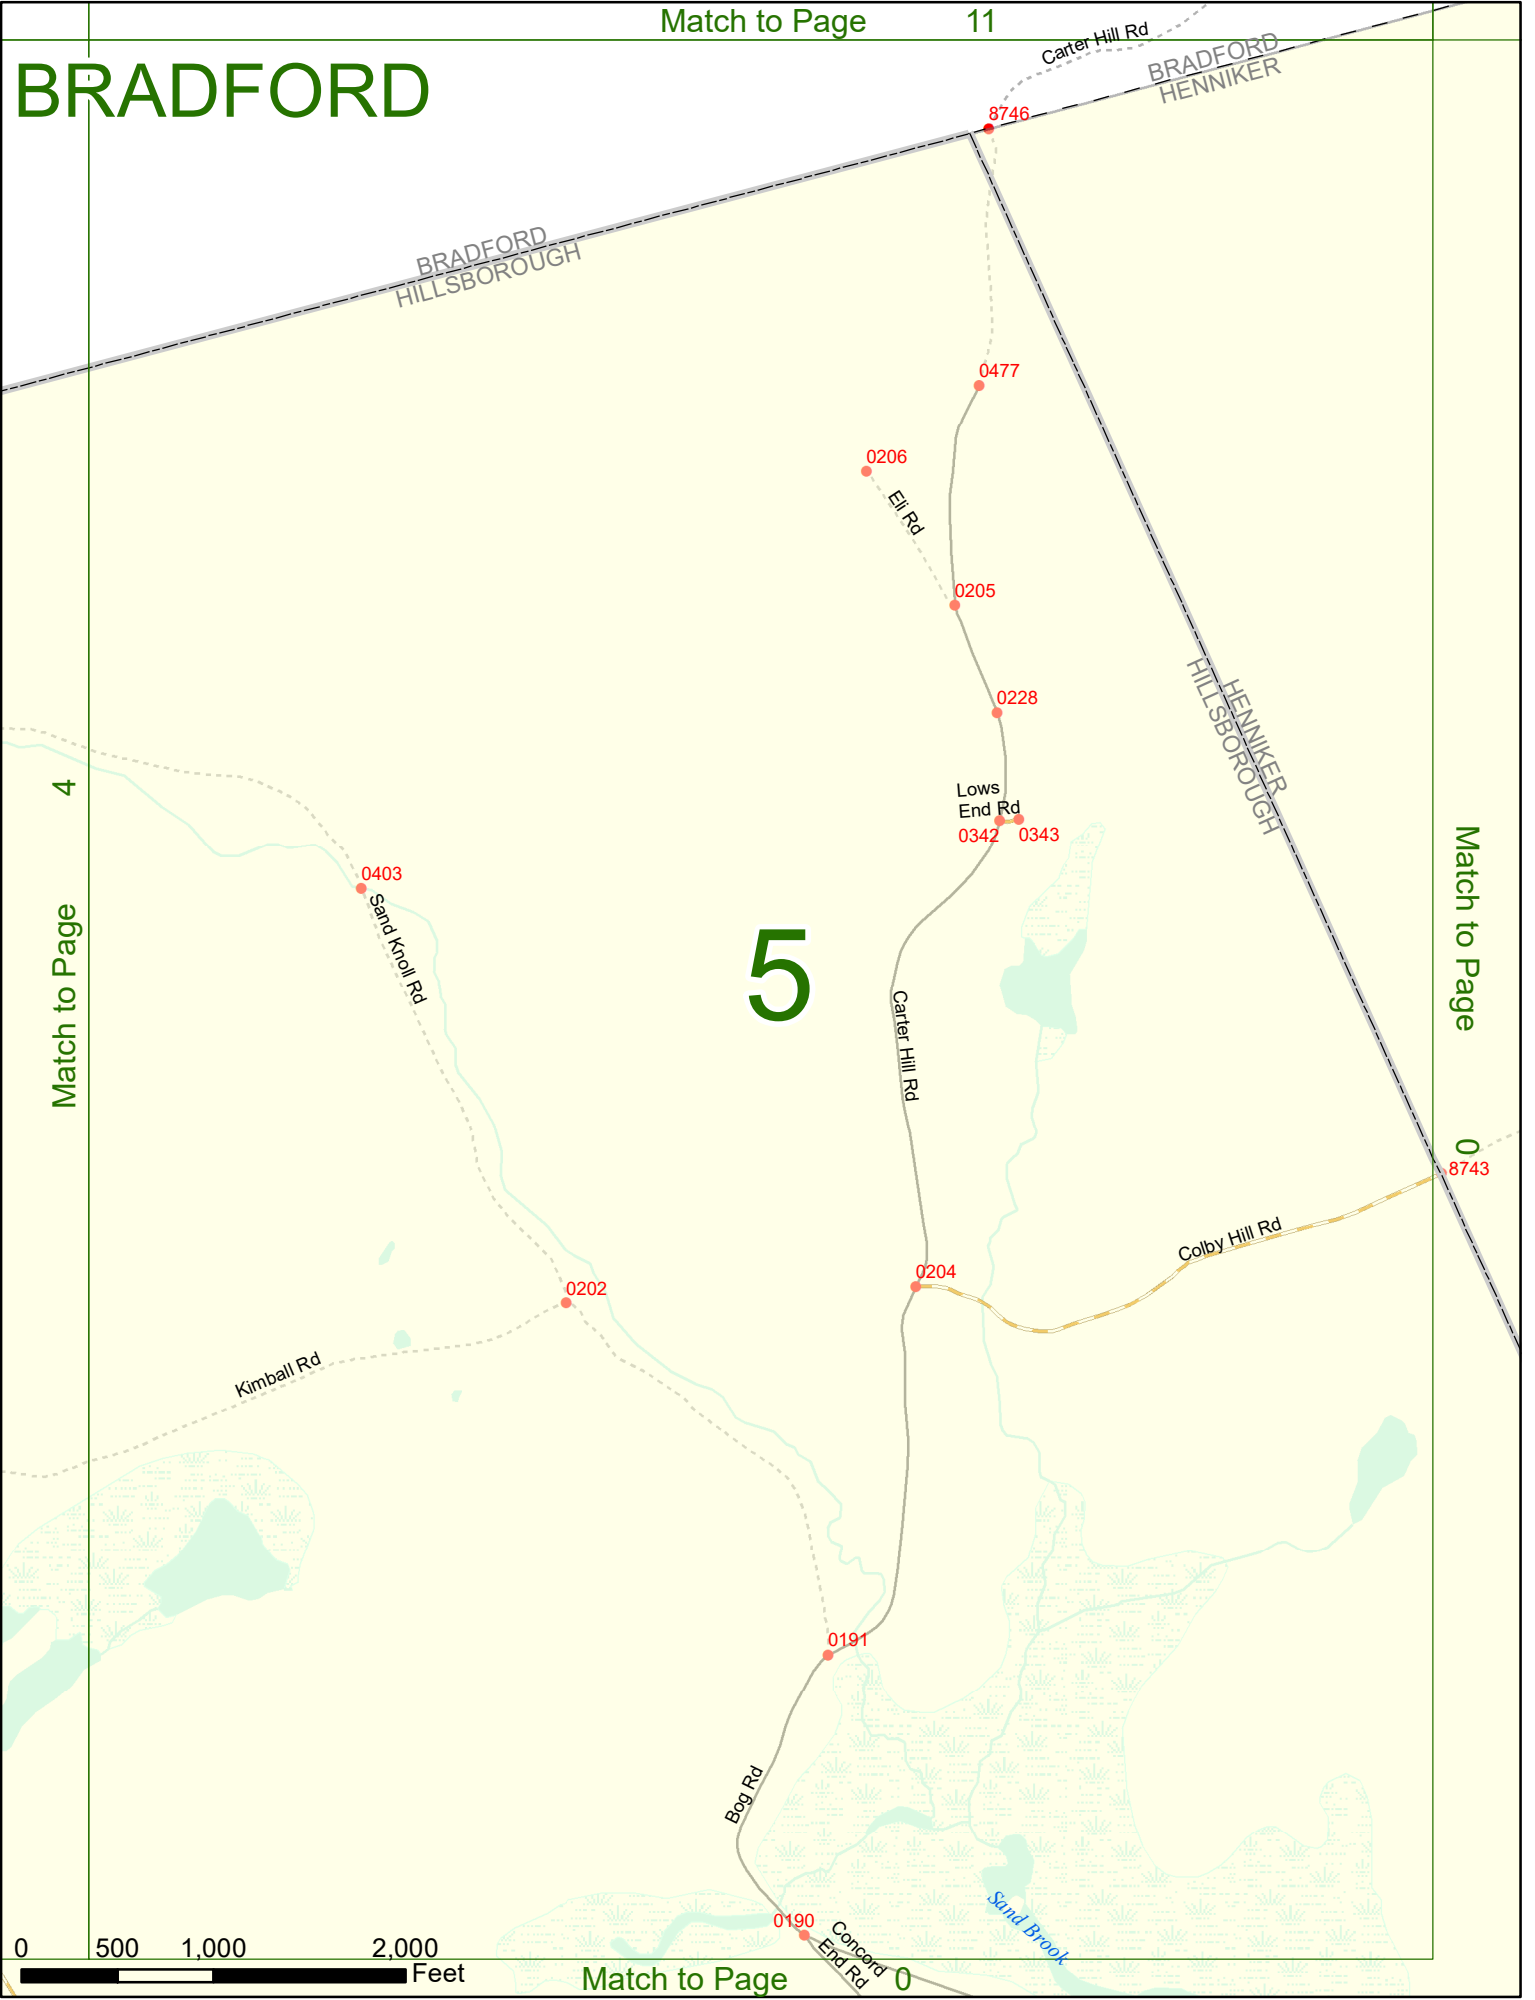 Match to Page 11
Carter Hill Rd
BRADFORD
HENNIKER
BRADFORD
8746
BRADFORD
HILLSBOROUGH
0477
0206
Eli Rd
0205
HENNIKER
HILLSBOROUGH
0228
Lows
End Rd
0342
0343
Match to Page 4
0403
Sand Knoll Rd
5
Match to Page 0
Carter Hill Rd
8743
Colby Hill Rd
0204
0202
Kimball Rd
0191
Bog Rd
0190
Concord
End Rd
Sand Brook
0 500 1,000 2,000
Feet
Match to Page 0